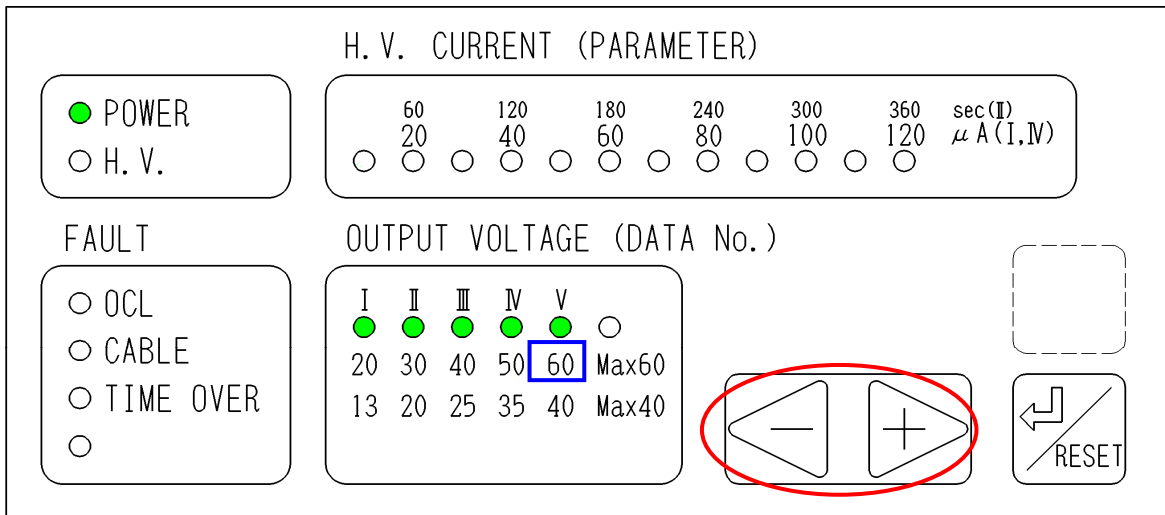 H.V. CURRENT (PARAMETER)
POWER
H.V.
60 120 180 240 300 360 sec(Ⅱ)
20 40 60 80 100 120 μA(Ⅰ,Ⅳ)
FAULT
OCL
CABLE
TIME OVER
OUTPUT VOLTAGE (DATA No.)
Ⅰ Ⅱ Ⅲ Ⅳ Ⅴ
20 30 40 50 60 Max60
13 20 25 35 40 Max40
− +
RESET